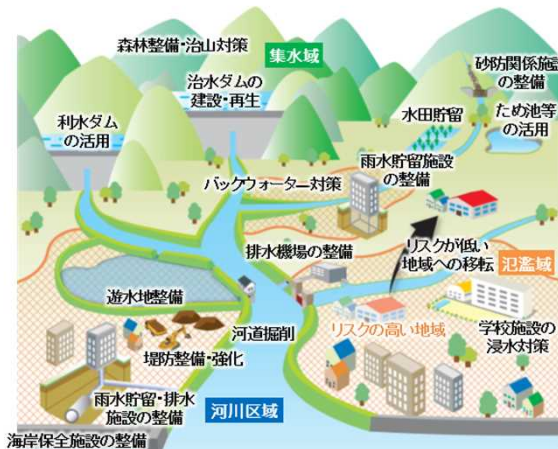 森林整備・治山対策
集水域
砂防関係施設
の整備
治水ダムの
建設・再生
利水ダム
の活用
水田貯留
ため池等
の活用
雨水貯留施設
の整備
バックウォーター対策
排水機場の整備
リスクが低い
地域への移転
氾濫域
遊水地整備
河道掘削
リスクの高い地域
学校施設の
浸水対策
堤防整備・強化
雨水貯留・排水
施設の整備
河川区域
海岸保全施設の整備